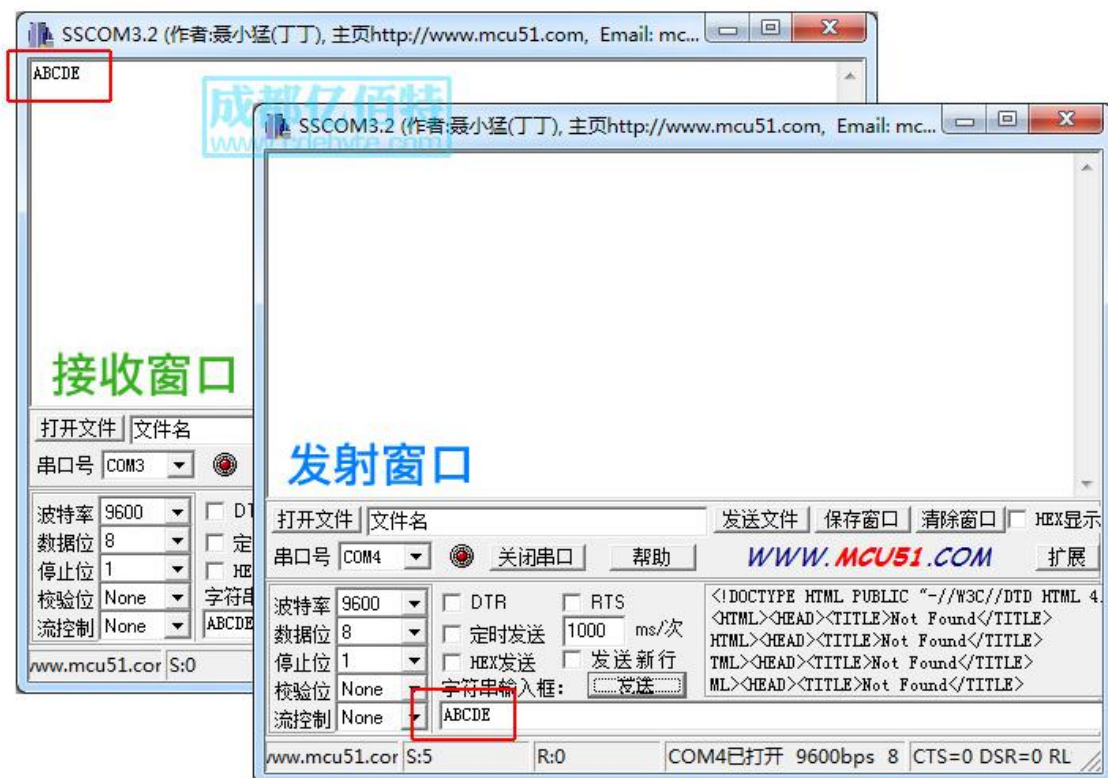 SSCOM3.2 (作者:聂小猛(丁丁), 主页http://www.mcu51.com, Email: mc...
ABCDE
成都亿佰特
www.cdebyte.com
接收窗口
打开文件 文件名
串口号 COM3
波特率 9600
数据位 8
停止位 1
校验位 None
流控制 None
DT
定
HE
字符串
ABCDE
www.mcu51.cor S:0
SSCOM3.2 (作者:聂小猛(丁丁), 主页http://www.mcu51.com, Email: mc...
发射窗口
打开文件 文件名 发送文件 保存窗口 清除窗口 HEX显示
串口号 COM4 关闭串口 帮助 WWW.MCU51.COM 扩展
波特率 9600 DTR RTS
数据位 8 定时发送 1000 ms/次
停止位 1 HEX发送 发送新行
校验位 None 字符串输入框: 发送
流控制 None ABCDE
<!DOCTYPE HTML PUBLIC "-//W3C//DTD HTML 4.
<HTML><HEAD><TITLE>Not Found</TITLE>
HTML><HEAD><TITLE>Not Found</TITLE>
TML><HEAD><TITLE>Not Found</TITLE>
ML><HEAD><TITLE>Not Found</TITLE>
www.mcu51.cor S:5 R:0 COM4已打开 9600bps 8 CTS=0 DSR=0 RL